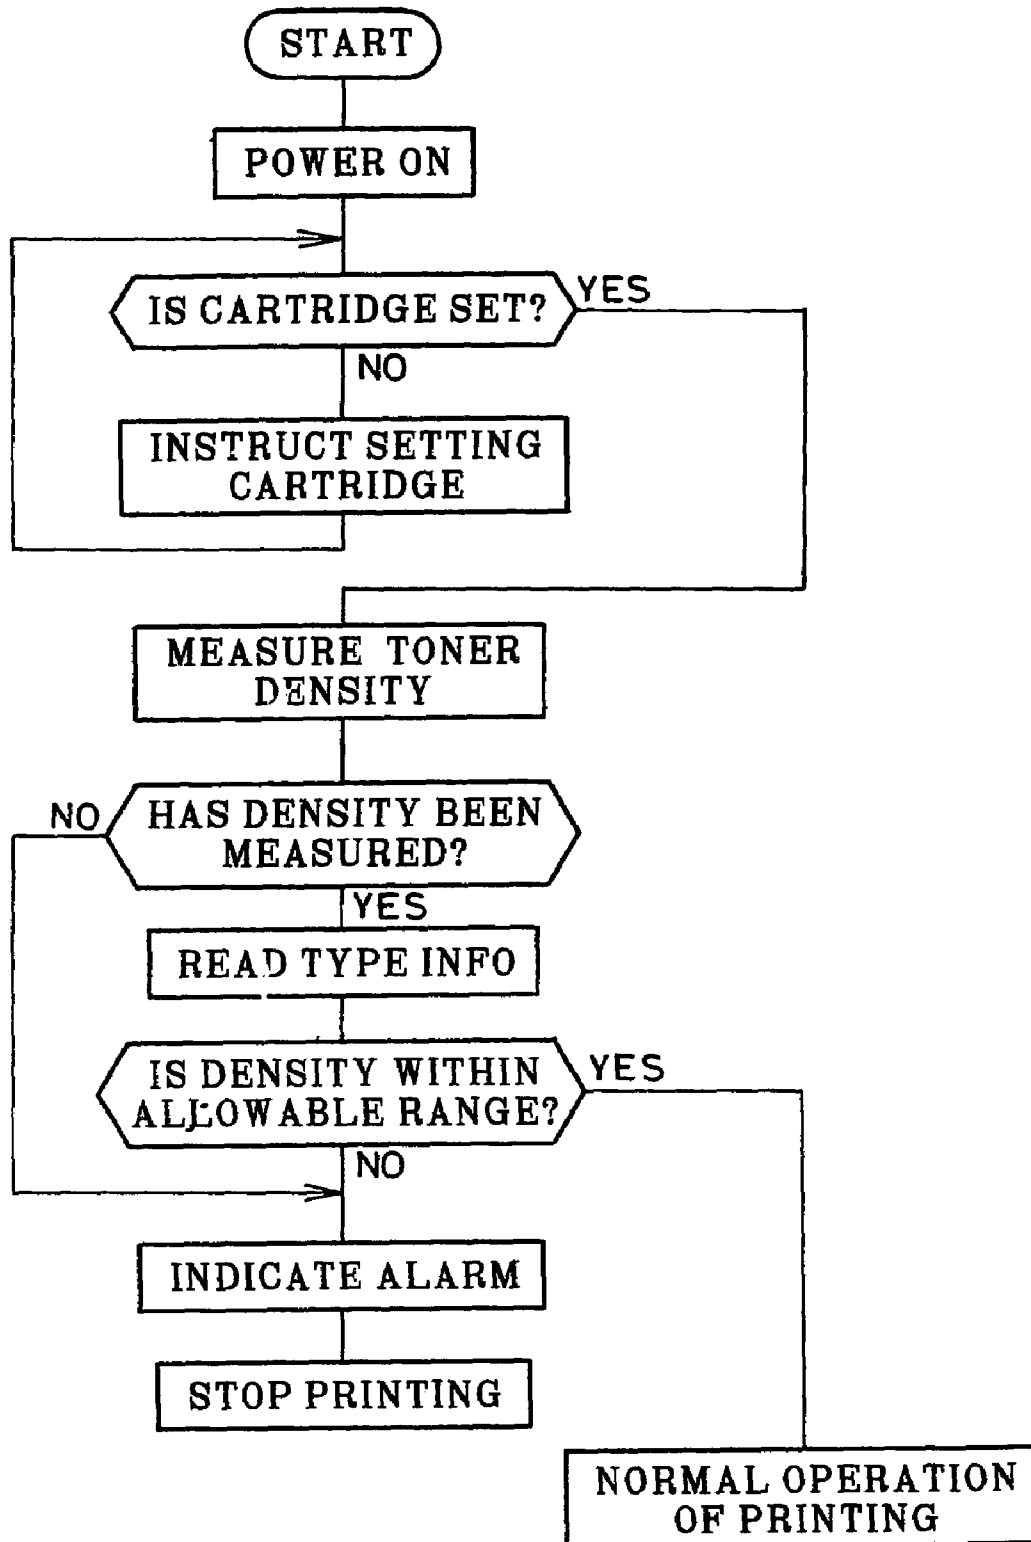 START
POWER ON
IS CARTRIDGE SET?
YES
NO
INSTRUCT SETTING
CARTRIDGE
MEASURE TONER
DENSITY
NO
HAS DENSITY BEEN
MEASURED?
YES
READ TYPE INFO
IS DENSITY WITHIN
ALLOWABLE RANGE?
YES
NO
INDICATE ALARM
STOP PRINTING
NORMAL OPERATION
OF PRINTING